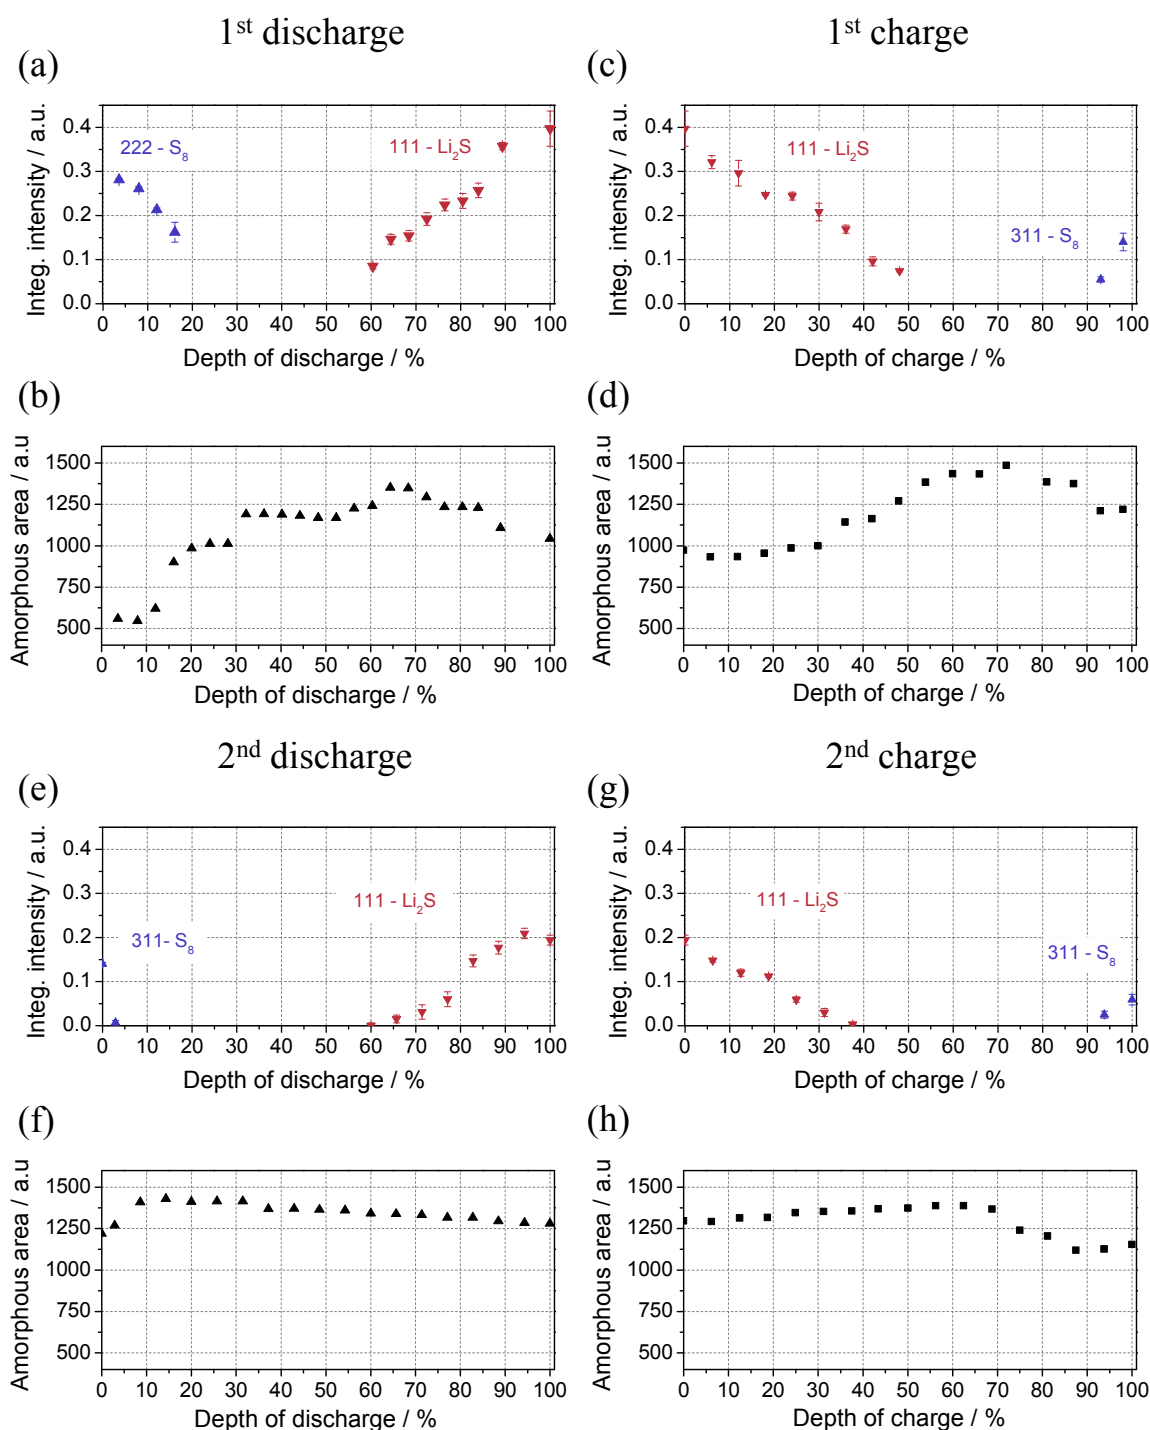 1st discharge
1st charge
(a)
(c)
Integ. intensity / a.u.
0.4
0.3
0.2
0.1
0.0
222 - S8
111 - Li2S
0 10 20 30 40 50 60 70 80 90 100
Depth of discharge / %
Integ. intensity / a.u.
0.4
0.3
0.2
0.1
0.0
111 - Li2S
311 - S8
0 10 20 30 40 50 60 70 80 90 100
Depth of charge / %
(b)
(d)
Amorphous area / a.u
1500
1250
1000
750
500
0 10 20 30 40 50 60 70 80 90 100
Depth of discharge / %
Amorphous area / a.u
1500
1250
1000
750
500
0 10 20 30 40 50 60 70 80 90 100
Depth of charge / %
2nd discharge
2nd charge
(e)
(g)
Integ. intensity / a.u.
0.4
0.3
0.2
0.1
0.0
311- S8
111 - Li2S
0 10 20 30 40 50 60 70 80 90 100
Depth of discharge / %
Integ. intensity / a.u.
0.4
0.3
0.2
0.1
0.0
111 - Li2S
311 - S8
0 10 20 30 40 50 60 70 80 90 100
Depth of charge / %
(f)
(h)
Amorphous area / a.u
1500
1250
1000
750
500
0 10 20 30 40 50 60 70 80 90 100
Depth of discharge / %
Amorphous area / a.u
1500
1250
1000
750
500
0 10 20 30 40 50 60 70 80 90 100
Depth of charge / %